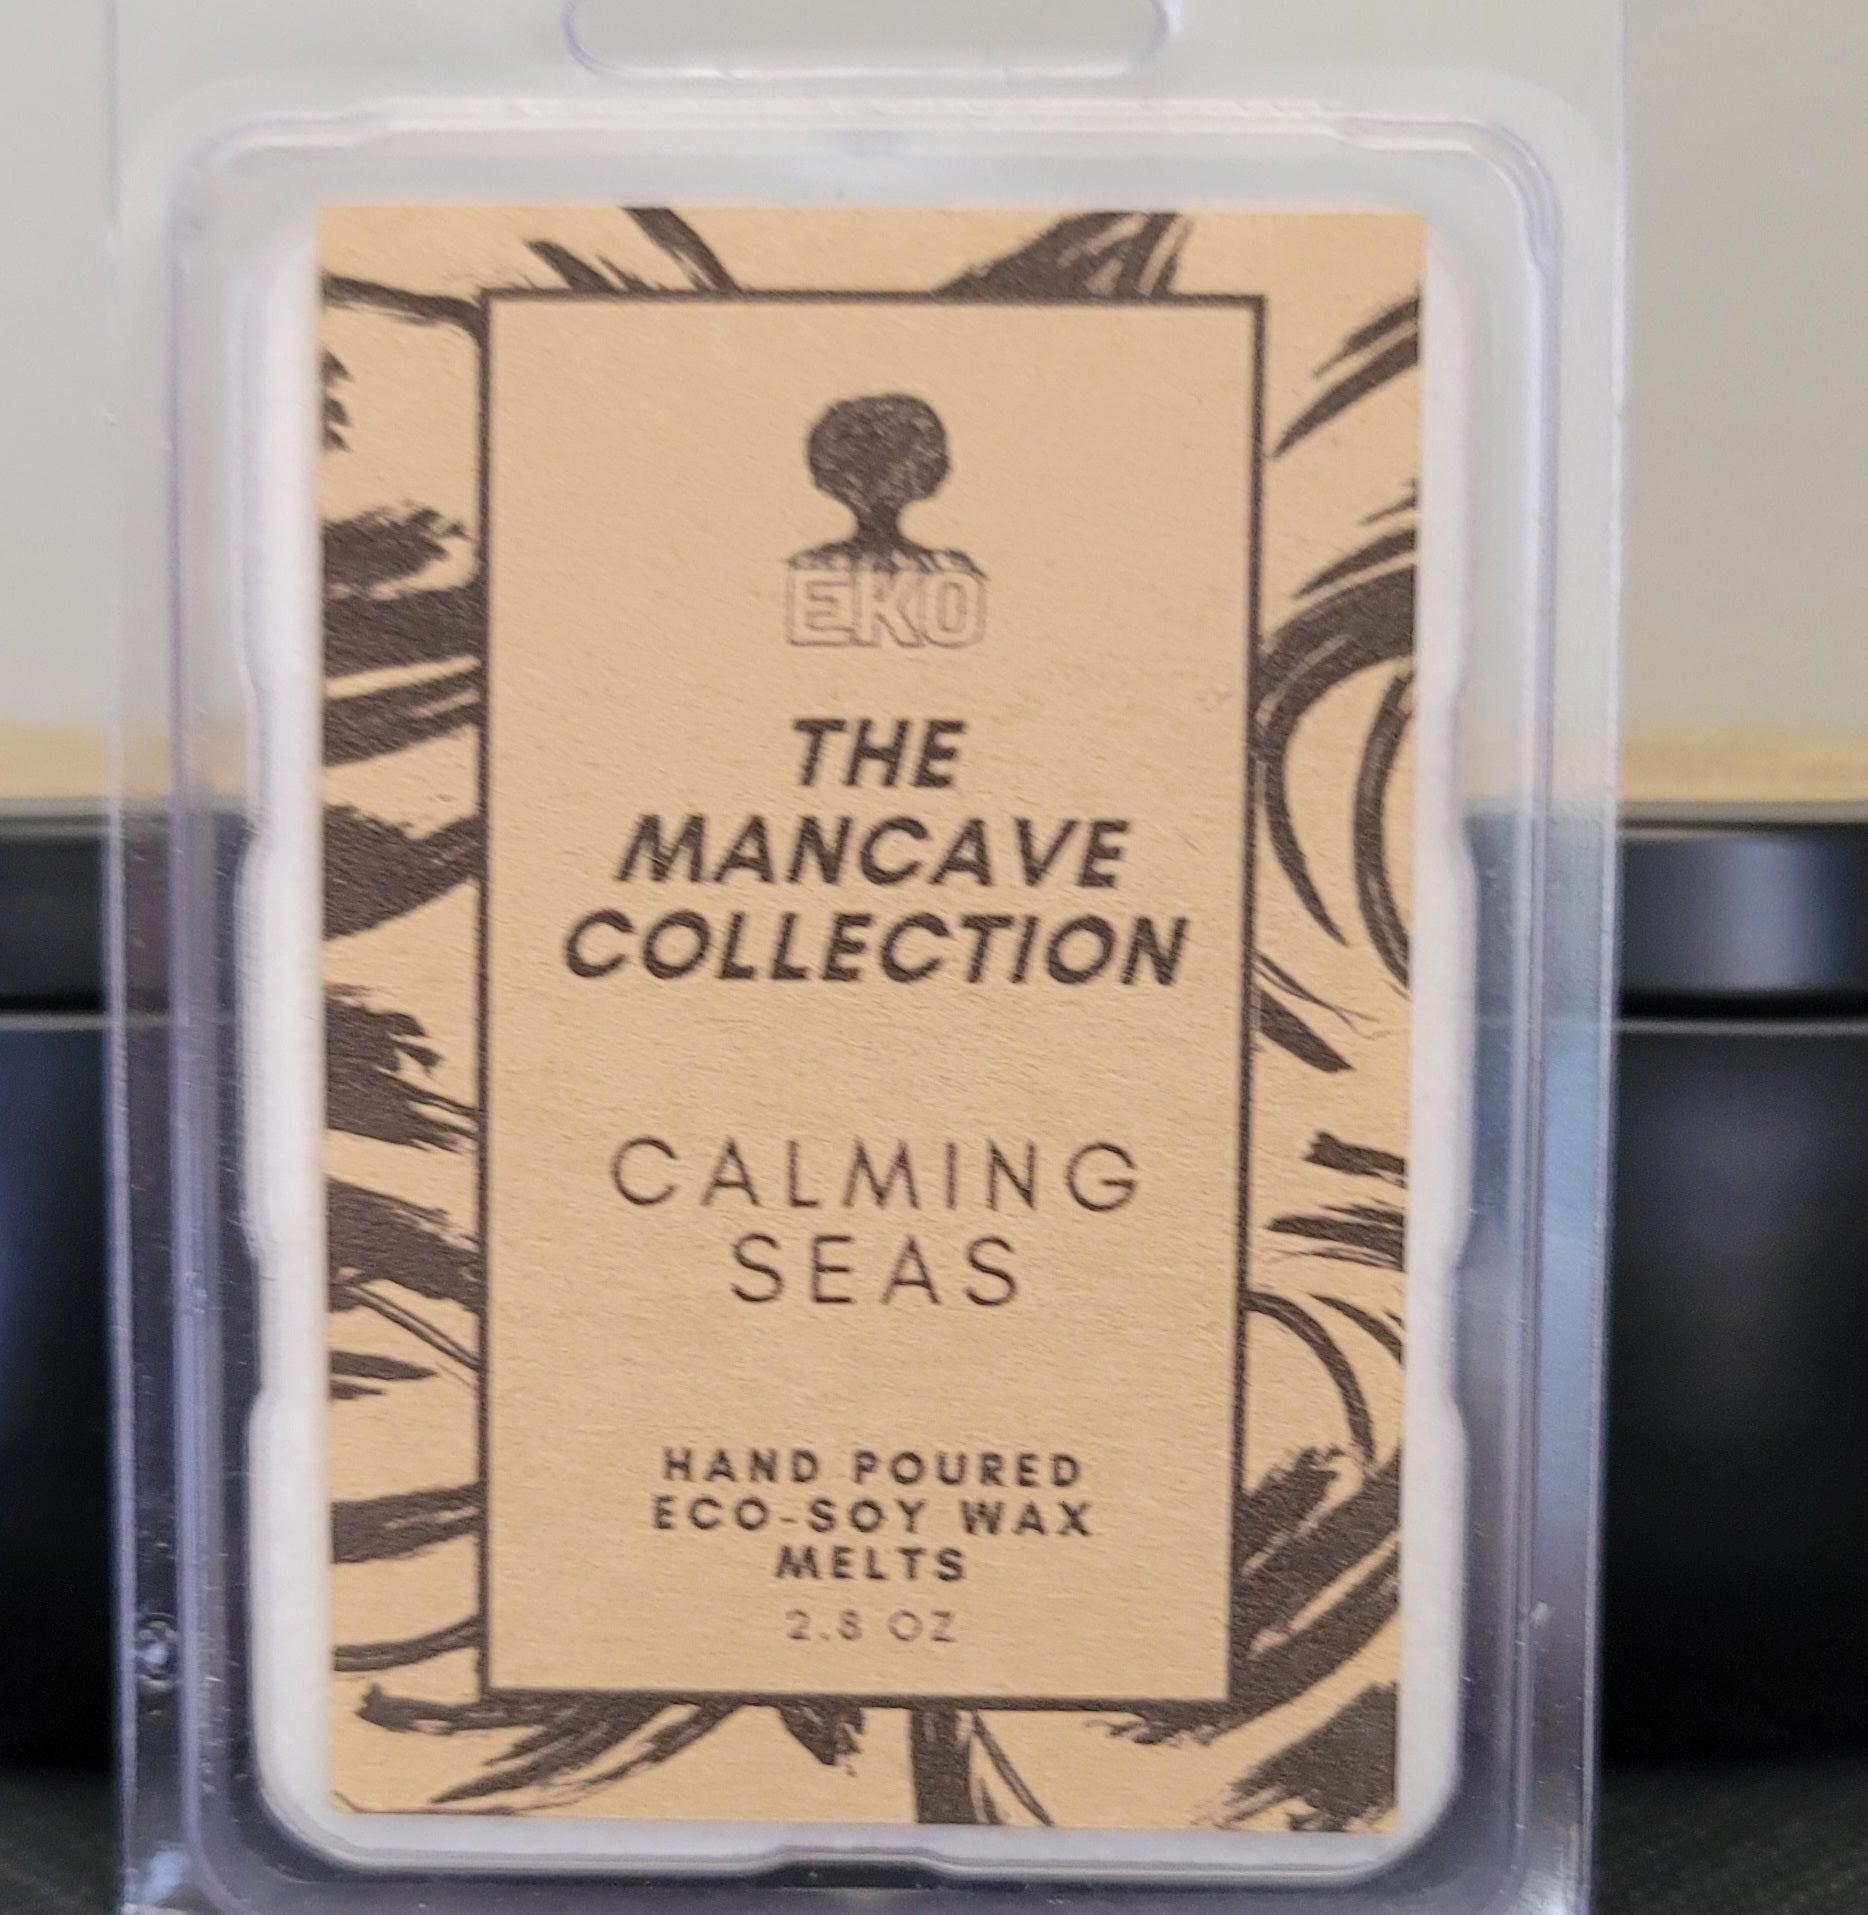 EKO
THE
MANCAVE
COLLECTION
CALMING
SEAS
HAND POURED
ECO-SOY WAX
MELTS
2.8 OZ